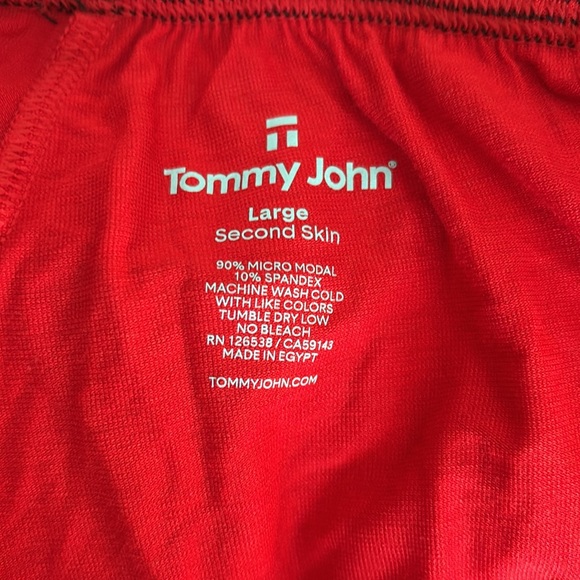 Tommy John®
Large
Second Skin
90% MICRO MODAL
10% SPANDEX
MACHINE WASH COLD
WITH LIKE COLORS
TUMBLE DRY LOW
NO BLEACH
RN 126538 / CA59143
MADE IN EGYPT
TOMMYJOHN.COM